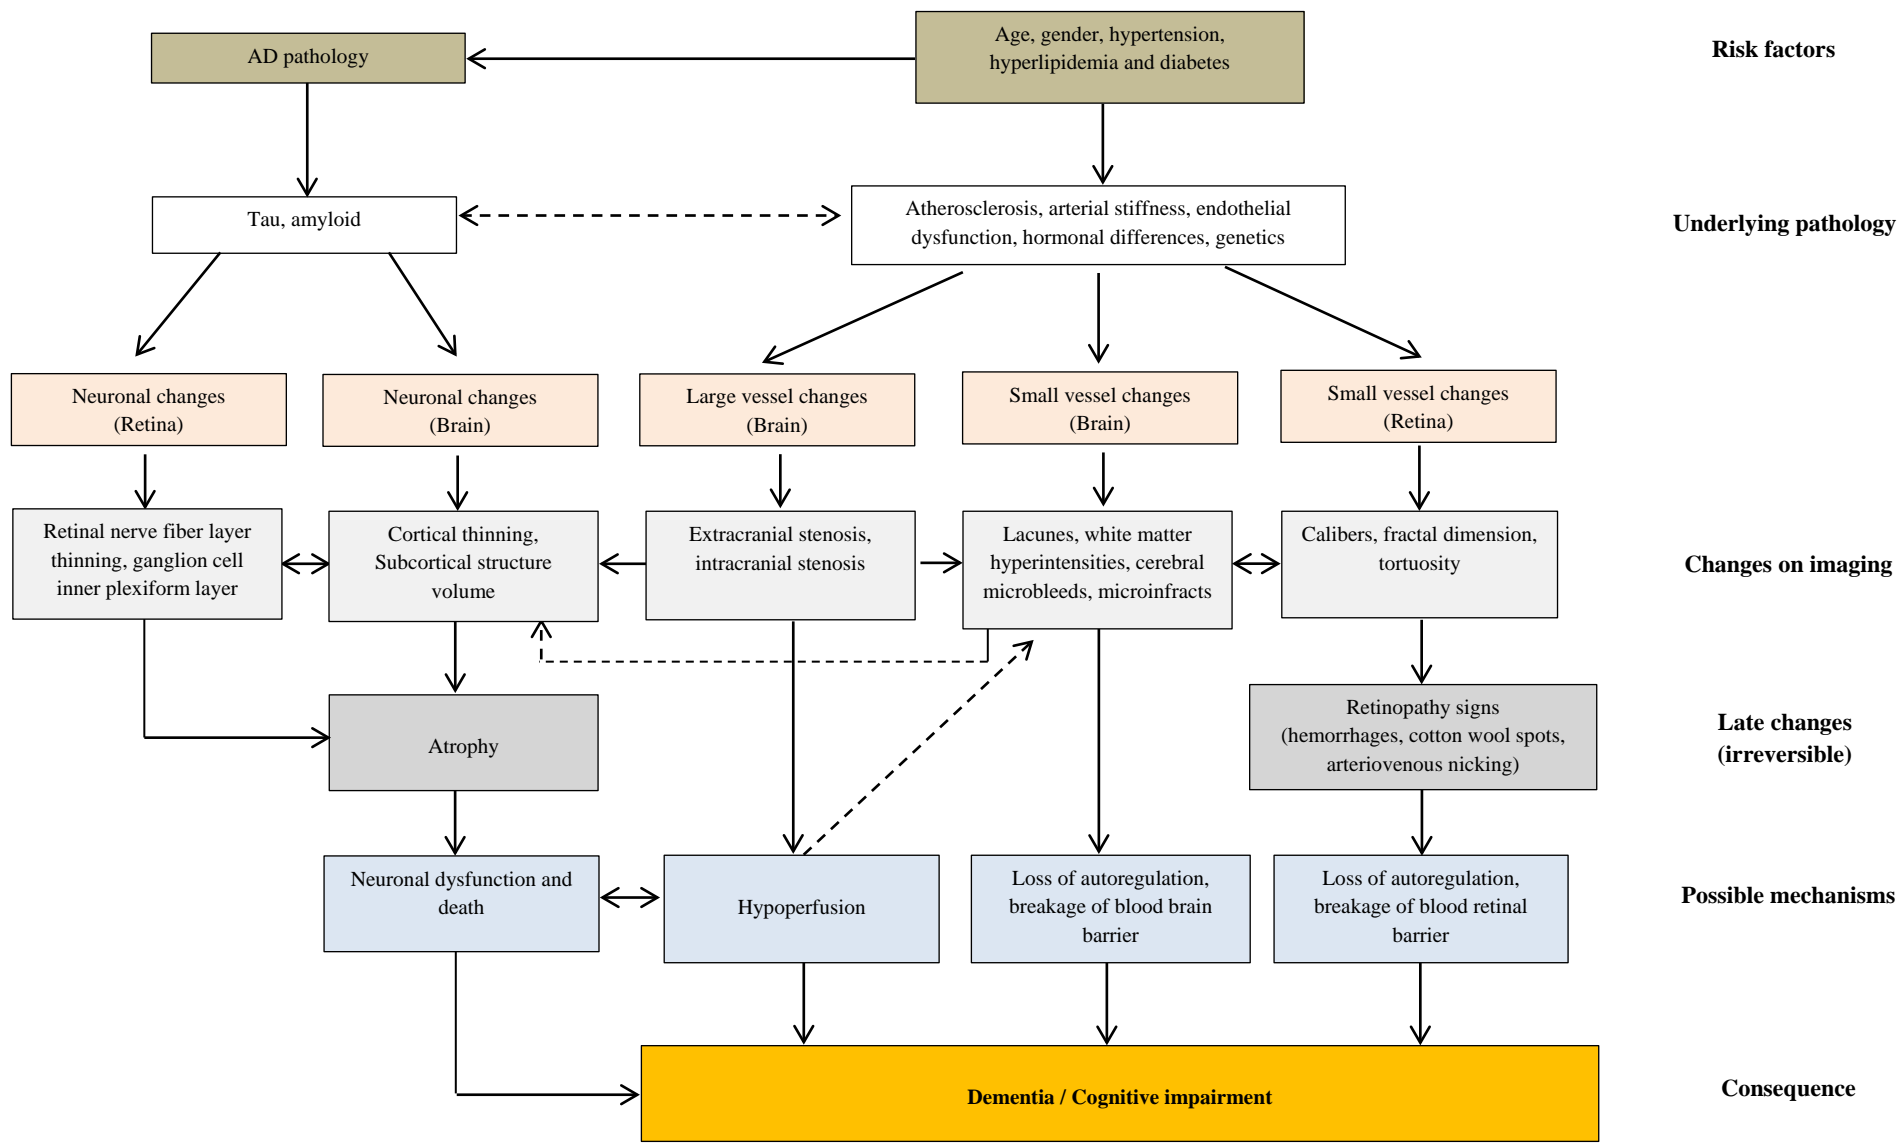 AD pathology
Age, gender, hypertension,
hyperlipidemia and diabetes
Risk factors
Tau, amyloid
Atherosclerosis, arterial stiffness, endothelial
dysfunction, hormonal differences, genetics
Underlying pathology
Neuronal changes
(Retina)
Neuronal changes
(Brain)
Large vessel changes
(Brain)
Small vessel changes
(Brain)
Small vessel changes
(Retina)
Retinal nerve fiber layer
thinning, ganglion cell
inner plexiform layer
Cortical thinning,
Subcortical structure
volume
Extracranial stenosis,
intracranial stenosis
Lacunes, white matter
hyperintensities, cerebral
microbleeds, microinfracts
Calibers, fractal dimension,
tortuosity
Changes on imaging
Atrophy
Retinopathy signs
(hemorrhages, cotton wool spots,
arteriovenous nicking)
Late changes
(irreversible)
Neuronal dysfunction and
death
Hypoperfusion
Loss of autoregulation,
breakage of blood brain
barrier
Loss of autoregulation,
breakage of blood retinal
barrier
Possible mechanisms
Dementia / Cognitive impairment
Consequence